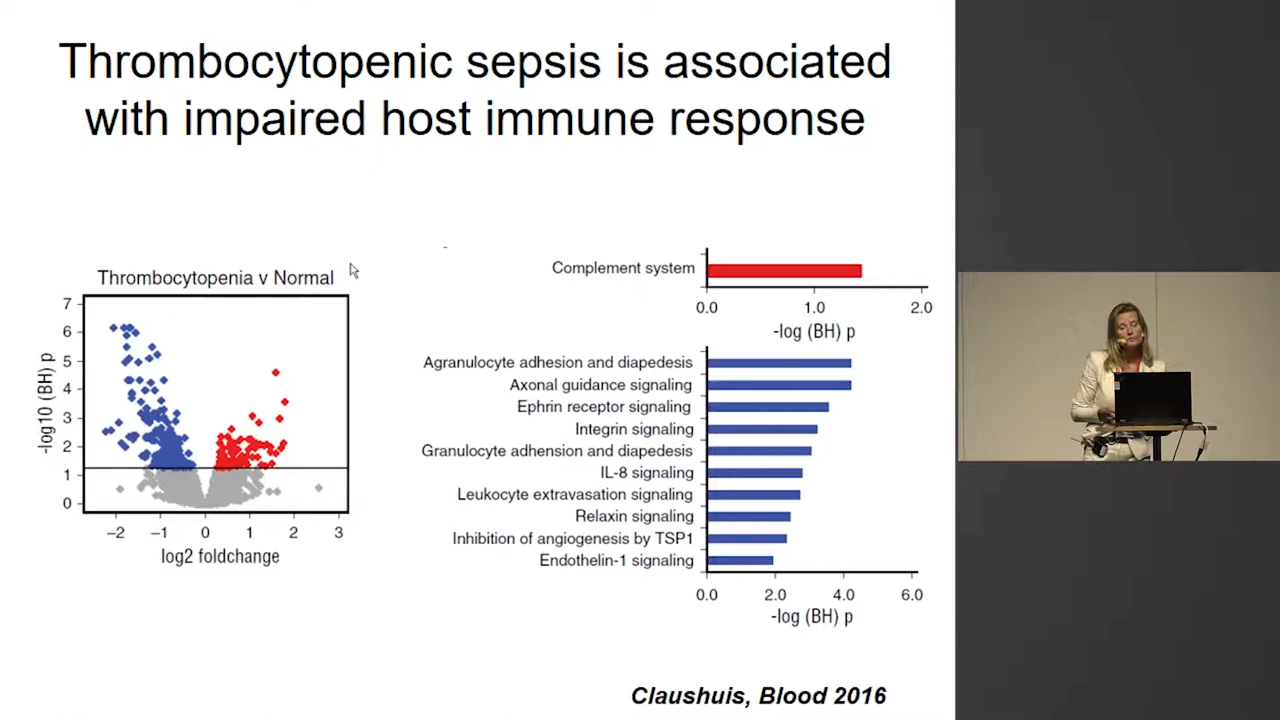 Thrombocytopenic sepsis is associated
with impaired host immune response
Thrombocytopenia v Normal
7
6
5
4
3
2
1
0
-log10 (BH) p
−2 −1 0 1 2 3
log2 foldchange
Complement system
0.0 1.0 2.0
-log (BH) p
Agranulocyte adhesion and diapedesis
Axonal guidance signaling
Ephrin receptor signaling
Integrin signaling
Granulocyte adhension and diapedesis
IL-8 signaling
Leukocyte extravasation signaling
Relaxin signaling
Inhibition of angiogenesis by TSP1
Endothelin-1 signaling
0.0 2.0 4.0 6.0
-log (BH) p
Claushuis, Blood 2016